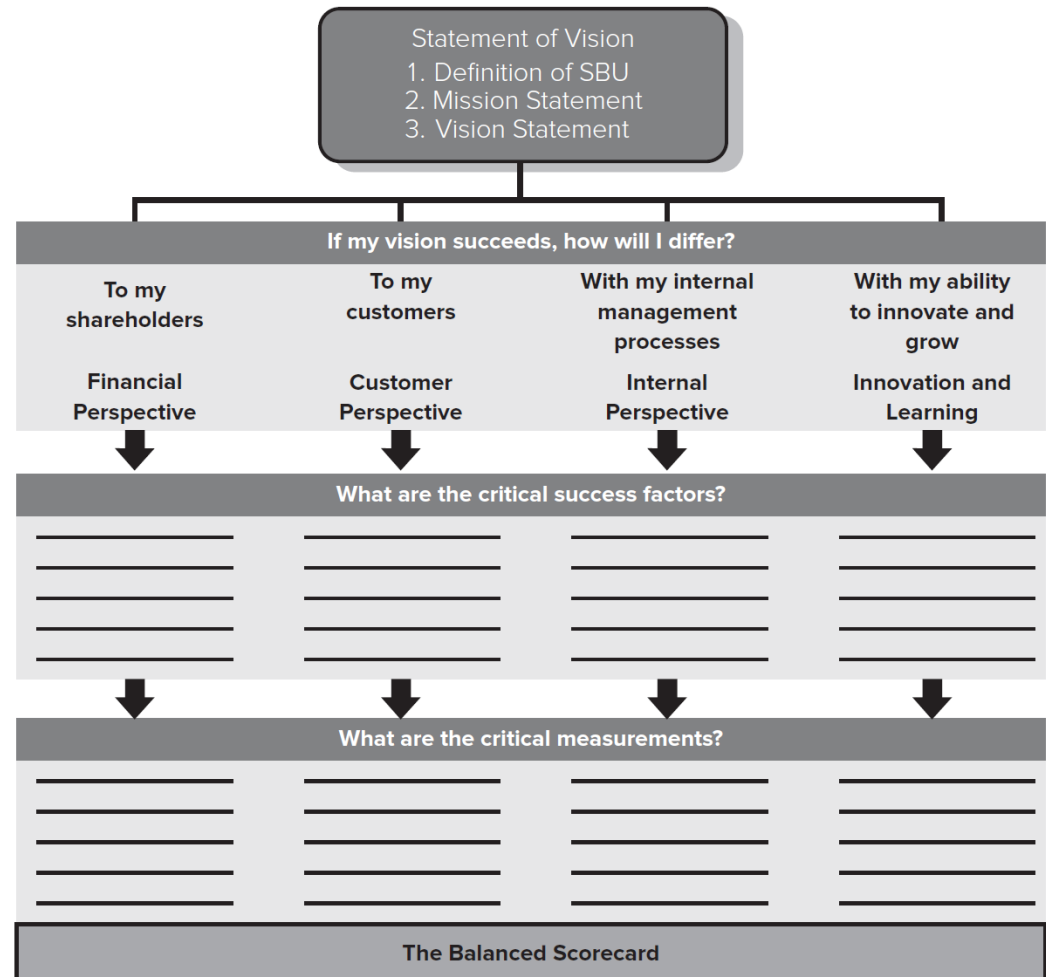 Statement of Vision
1. Definition of SBU
2. Mission Statement
3. Vision Statement
If my vision succeeds, how will I differ?
To my
shareholders
Financial
Perspective
To my
customers
Customer
Perspective
With my internal
management
processes
Internal
Perspective
With my ability
to innovate and
grow
Innovation and
Learning
What are the critical success factors?
What are the critical measurements?
The Balanced Scorecard